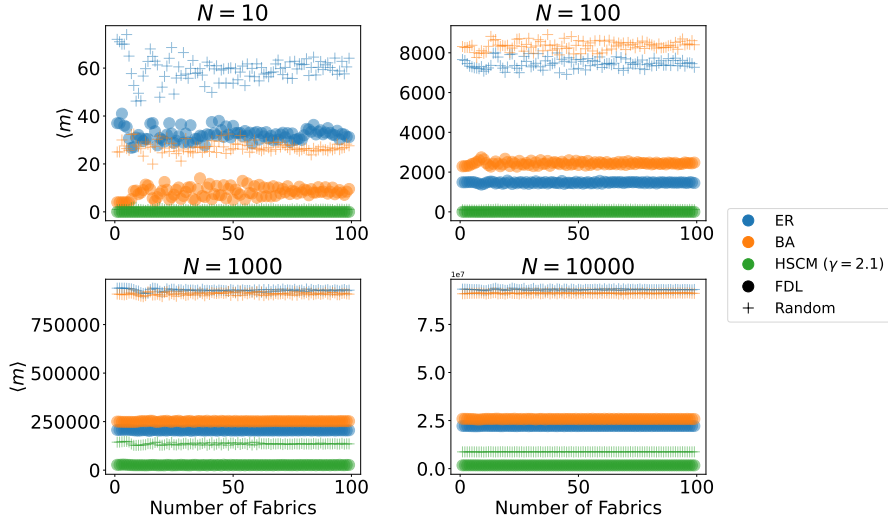 N = 10
N = 100
60
40
20
0
⟨m⟩
0
50
100
8000
6000
4000
2000
0
0
50
100
ER
BA
HSCM (γ = 2.1)
FDL
Random
N = 1000
N = 10000
750000
500000
250000
0
⟨m⟩
0
50
100
Number of Fabrics
1e7
7.5
5.0
2.5
0.0
0
50
100
Number of Fabrics